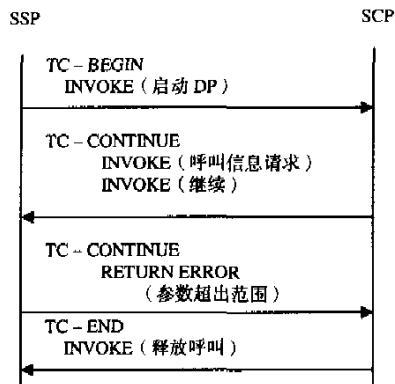 SSP SCP
TC – BEGIN
INVOKE（启动 DP）
TC – CONTINUE
INVOKE（呼叫信息请求）
INVOKE（继续）
TC – CONTINUE
RETURN ERROR
（参数超出范围）
TC – END
INVOKE（释放呼叫）